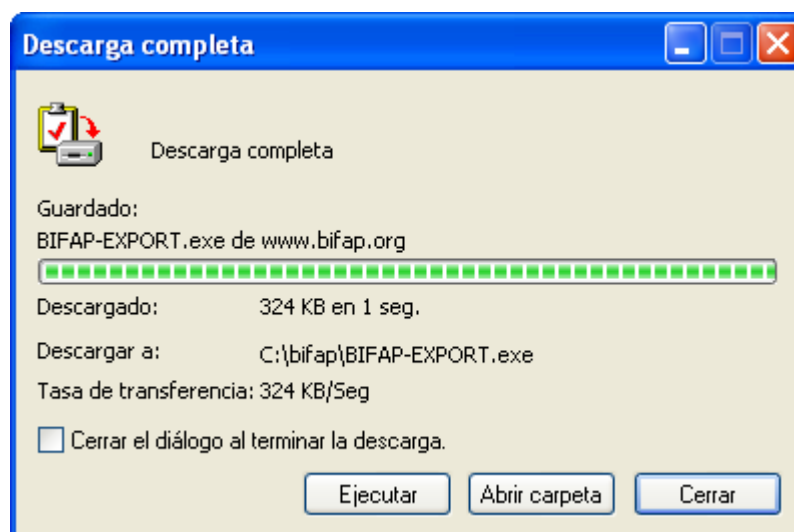 Descarga completa
Descarga completa
Guardado:
BIFAP-EXPORT.exe de www.bifap.org
Descargado: 324 KB en 1 seg.
Descargar a: C:\bifap\BIFAP-EXPORT.exe
Tasa de transferencia: 324 KB/Seg
Cerrar el diálogo al terminar la descarga.
Ejecutar Abrir carpeta Cerrar